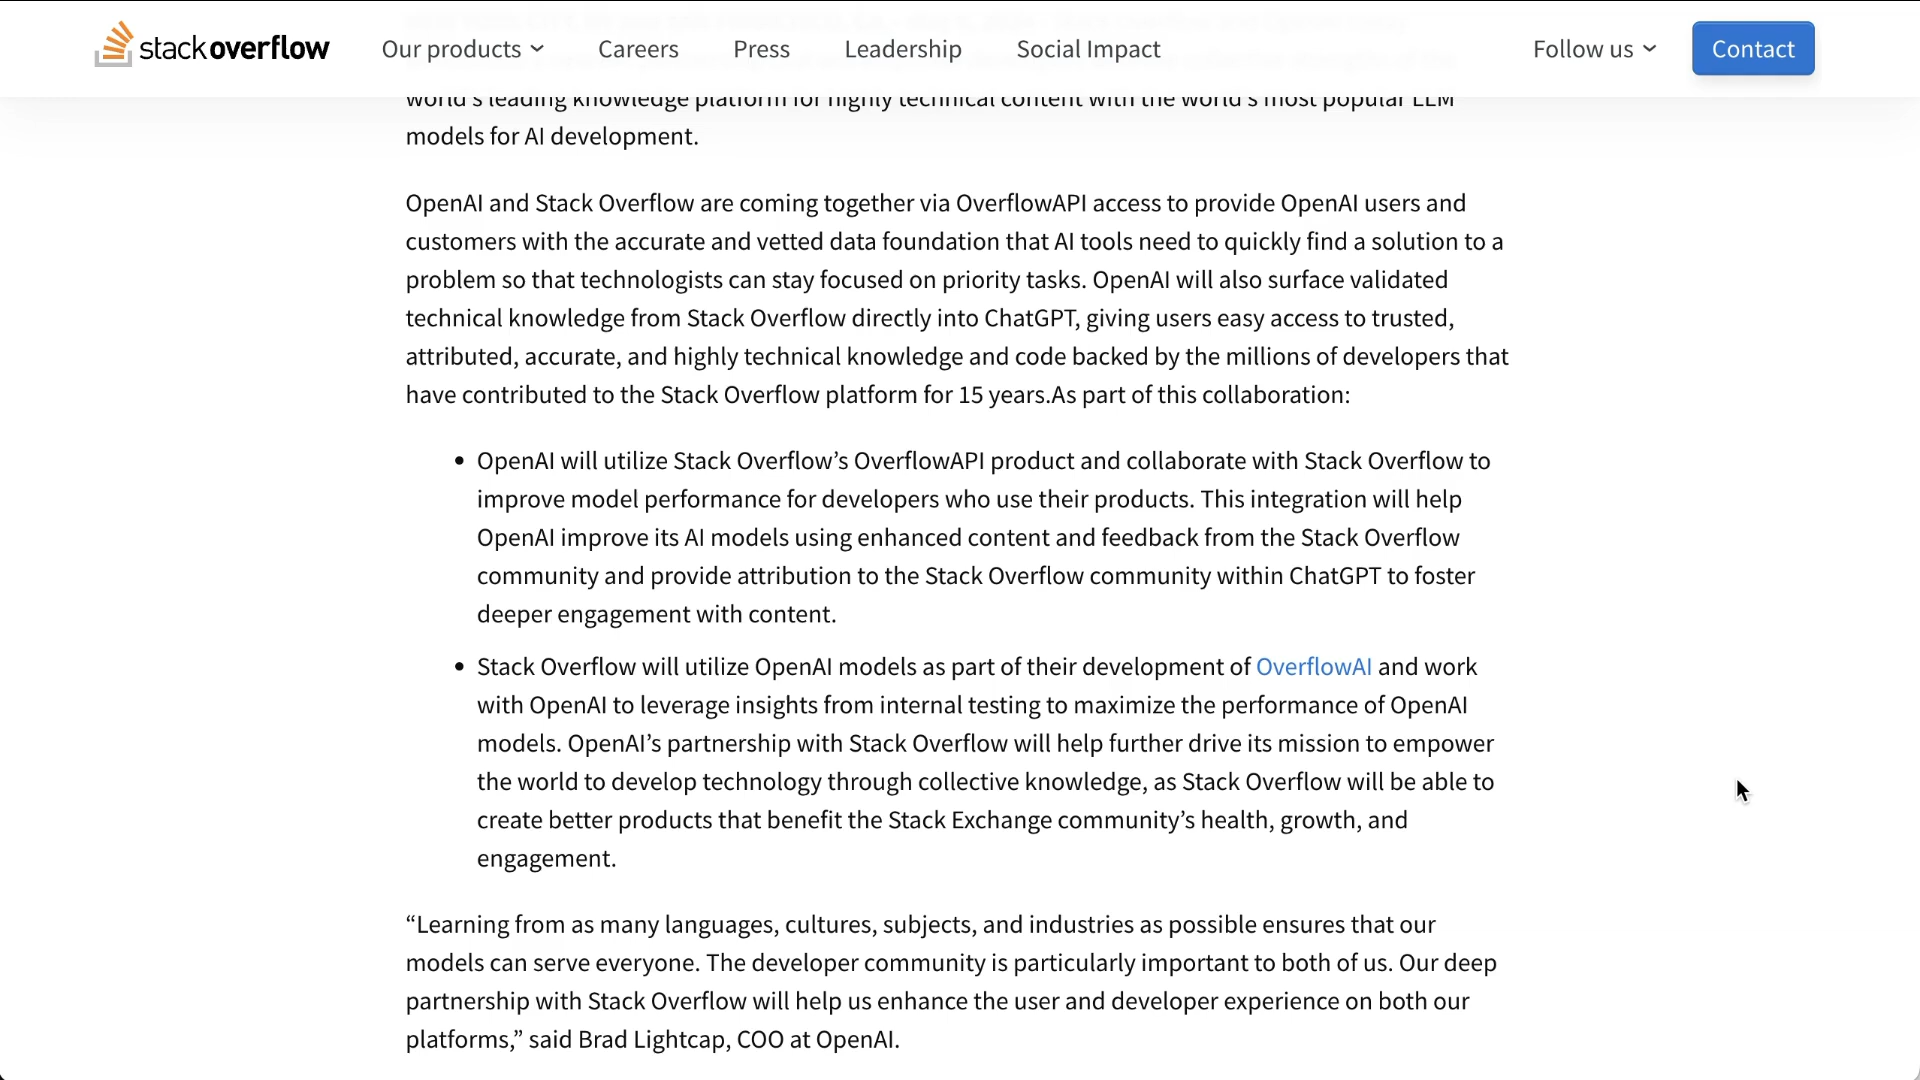 stackoverflow Our products Careers Press Leadership Social Impact Follow us Contact
world's leading knowledge platform for highly technical content with the world's most popular LLM
models for AI development.
OpenAI and Stack Overflow are coming together via OverflowAPI access to provide OpenAI users and
customers with the accurate and vetted data foundation that AI tools need to quickly find a solution to a
problem so that technologists can stay focused on priority tasks. OpenAI will also surface validated
technical knowledge from Stack Overflow directly into ChatGPT, giving users easy access to trusted,
attributed, accurate, and highly technical knowledge and code backed by the millions of developers that
have contributed to the Stack Overflow platform for 15 years.As part of this collaboration:
• OpenAI will utilize Stack Overflow’s OverflowAPI product and collaborate with Stack Overflow to
improve model performance for developers who use their products. This integration will help
OpenAI improve its AI models using enhanced content and feedback from the Stack Overflow
community and provide attribution to the Stack Overflow community within ChatGPT to foster
deeper engagement with content.
• Stack Overflow will utilize OpenAI models as part of their development of OverflowAI and work
with OpenAI to leverage insights from internal testing to maximize the performance of OpenAI
models. OpenAI’s partnership with Stack Overflow will help further drive its mission to empower
the world to develop technology through collective knowledge, as Stack Overflow will be able to
create better products that benefit the Stack Exchange community’s health, growth, and
engagement.
“Learning from as many languages, cultures, subjects, and industries as possible ensures that our
models can serve everyone. The developer community is particularly important to both of us. Our deep
partnership with Stack Overflow will help us enhance the user and developer experience on both our
platforms,” said Brad Lightcap, COO at OpenAI.